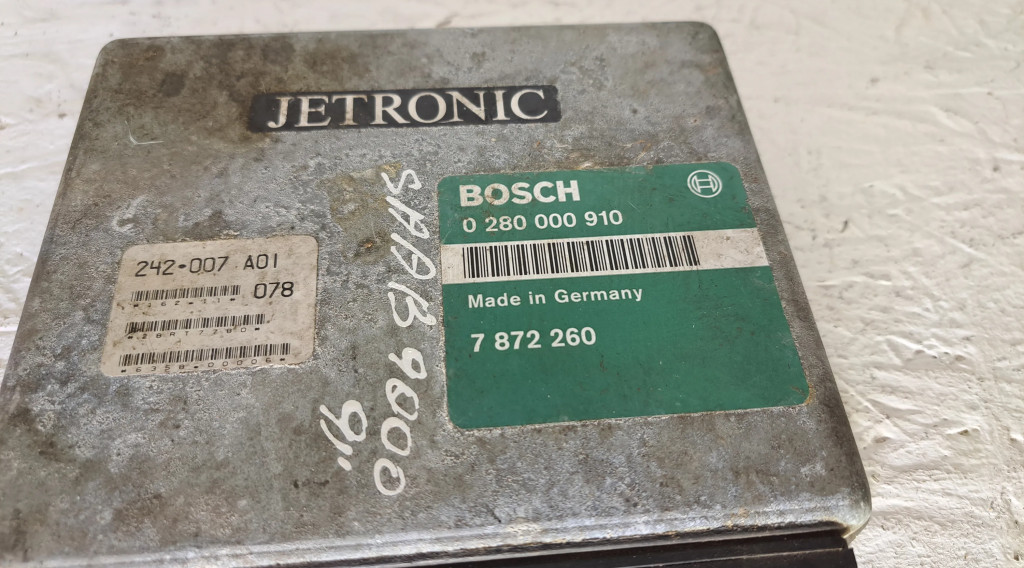 JETRONIC
BOSCH
0 280 000 910
Made in Germany
7 872 260
242-007 A01
078
SAAB 9000
91'